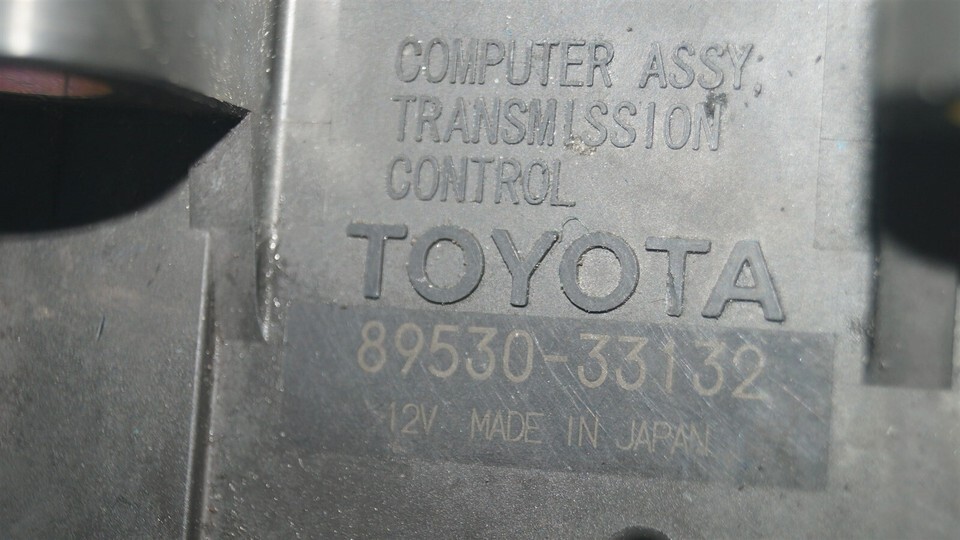 COMPUTER ASSY,
TRANSMISSION
CONTROL
TOYOTA
89530-33132
12V MADE IN JAPAN